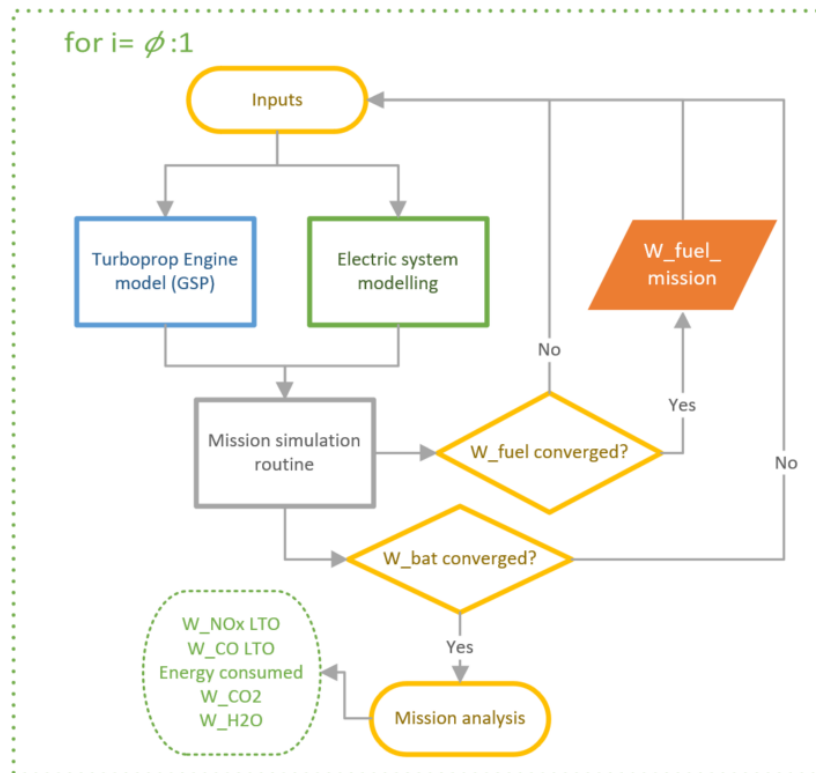 for i= ϕ :1
Inputs
Turboprop Engine
model (GSP)
Electric system
modelling
W_fuel_
mission
No
Yes
Mission simulation
routine
W_fuel converged?
No
W_bat converged?
Yes
W_NOx LTO
W_CO LTO
Energy consumed
W_CO2
W_H2O
Mission analysis